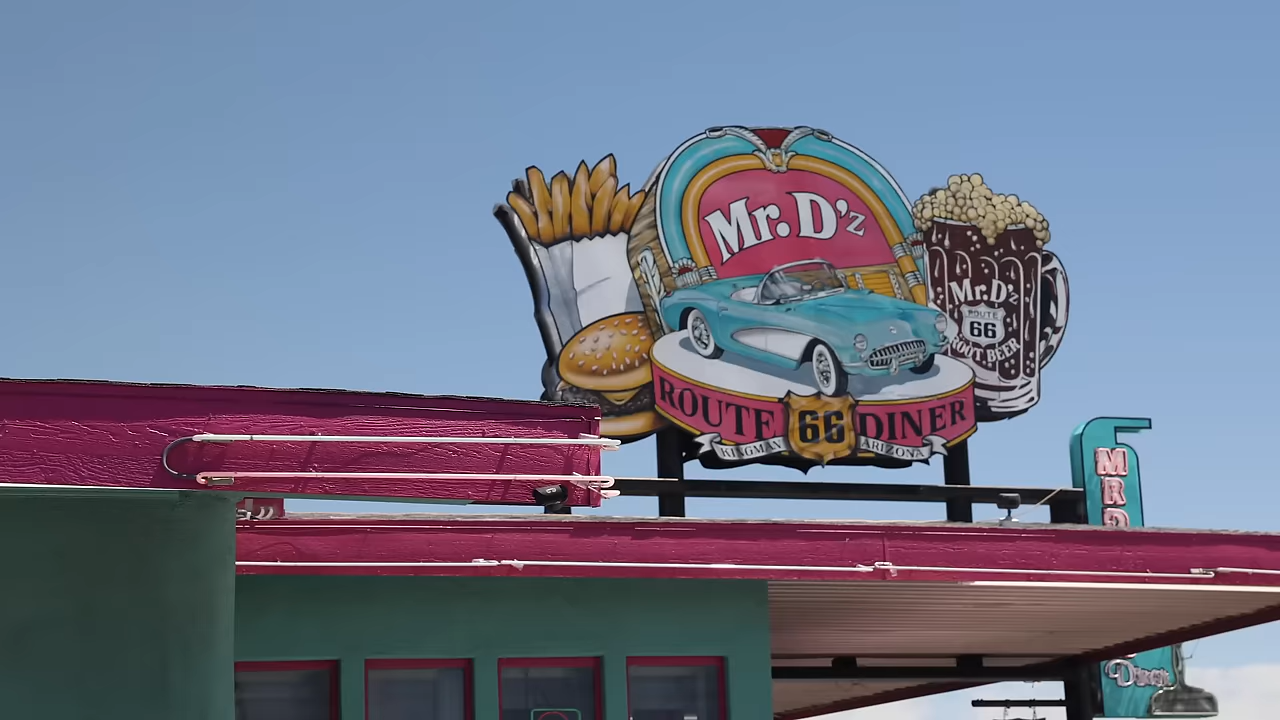 Mr. D'z
ROUTE 66 DINER
KINGMAN ARIZONA
Mr. D'z
ROUTE
66
ROOT BEER
MR D
Diner